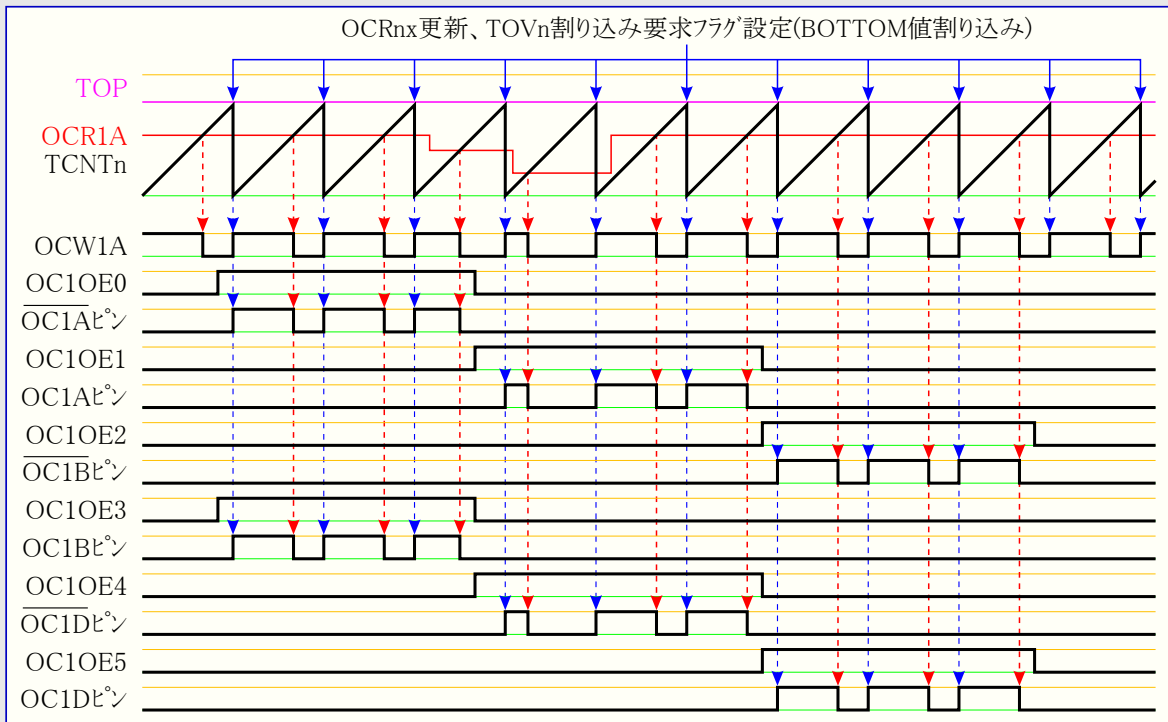 OCRnx更新、TOVn割り込み要求フラグ設定(BOTTOM値割り込み)
TOP
OCR1A
TCNTn
OCW1A
OC1OE0
OC1Aピン
OC1OE1
OC1Aピン
OC1OE2
OC1Bピン
OC1OE3
OC1Bピン
OC1OE4
OC1Dピン
OC1OE5
OC1Dピン